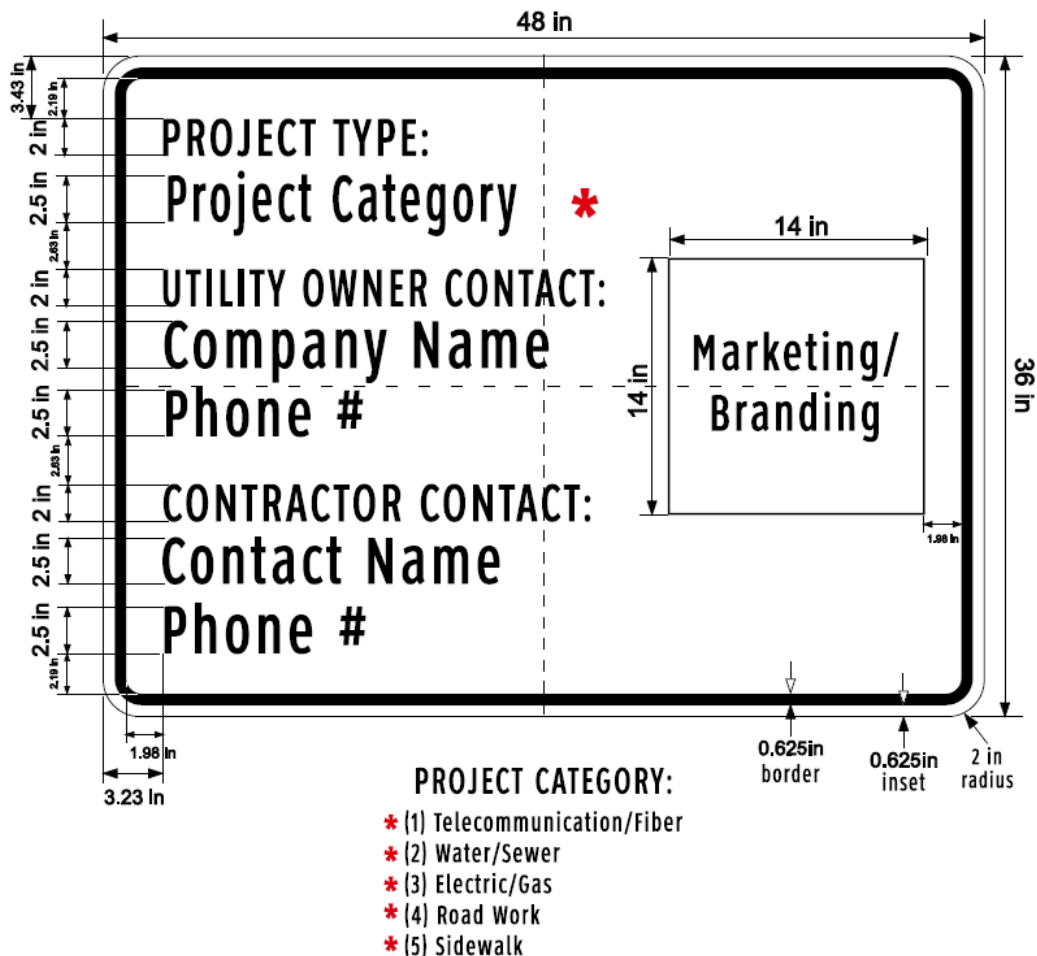 48 in
3.43 in
2.19 in
2 in
PROJECT TYPE:
2.5 in
Project Category *
2.63 in
14 in
2 in
UTILITY OWNER CONTACT:
2.5 in
Company Name
Marketing/
14 in
36 in
2.5 in
Phone #
Branding
2.63 in
2 in
CONTRACTOR CONTACT:
1.98 in
2.5 in
Contact Name
2.5 in
Phone #
2.19 in
1.98 in
3.23 in
0.625in
border
0.625in
inset
2 in
radius
PROJECT CATEGORY:
* (1) Telecommunication/Fiber
* (2) Water/Sewer
* (3) Electric/Gas
* (4) Road Work
* (5) Sidewalk